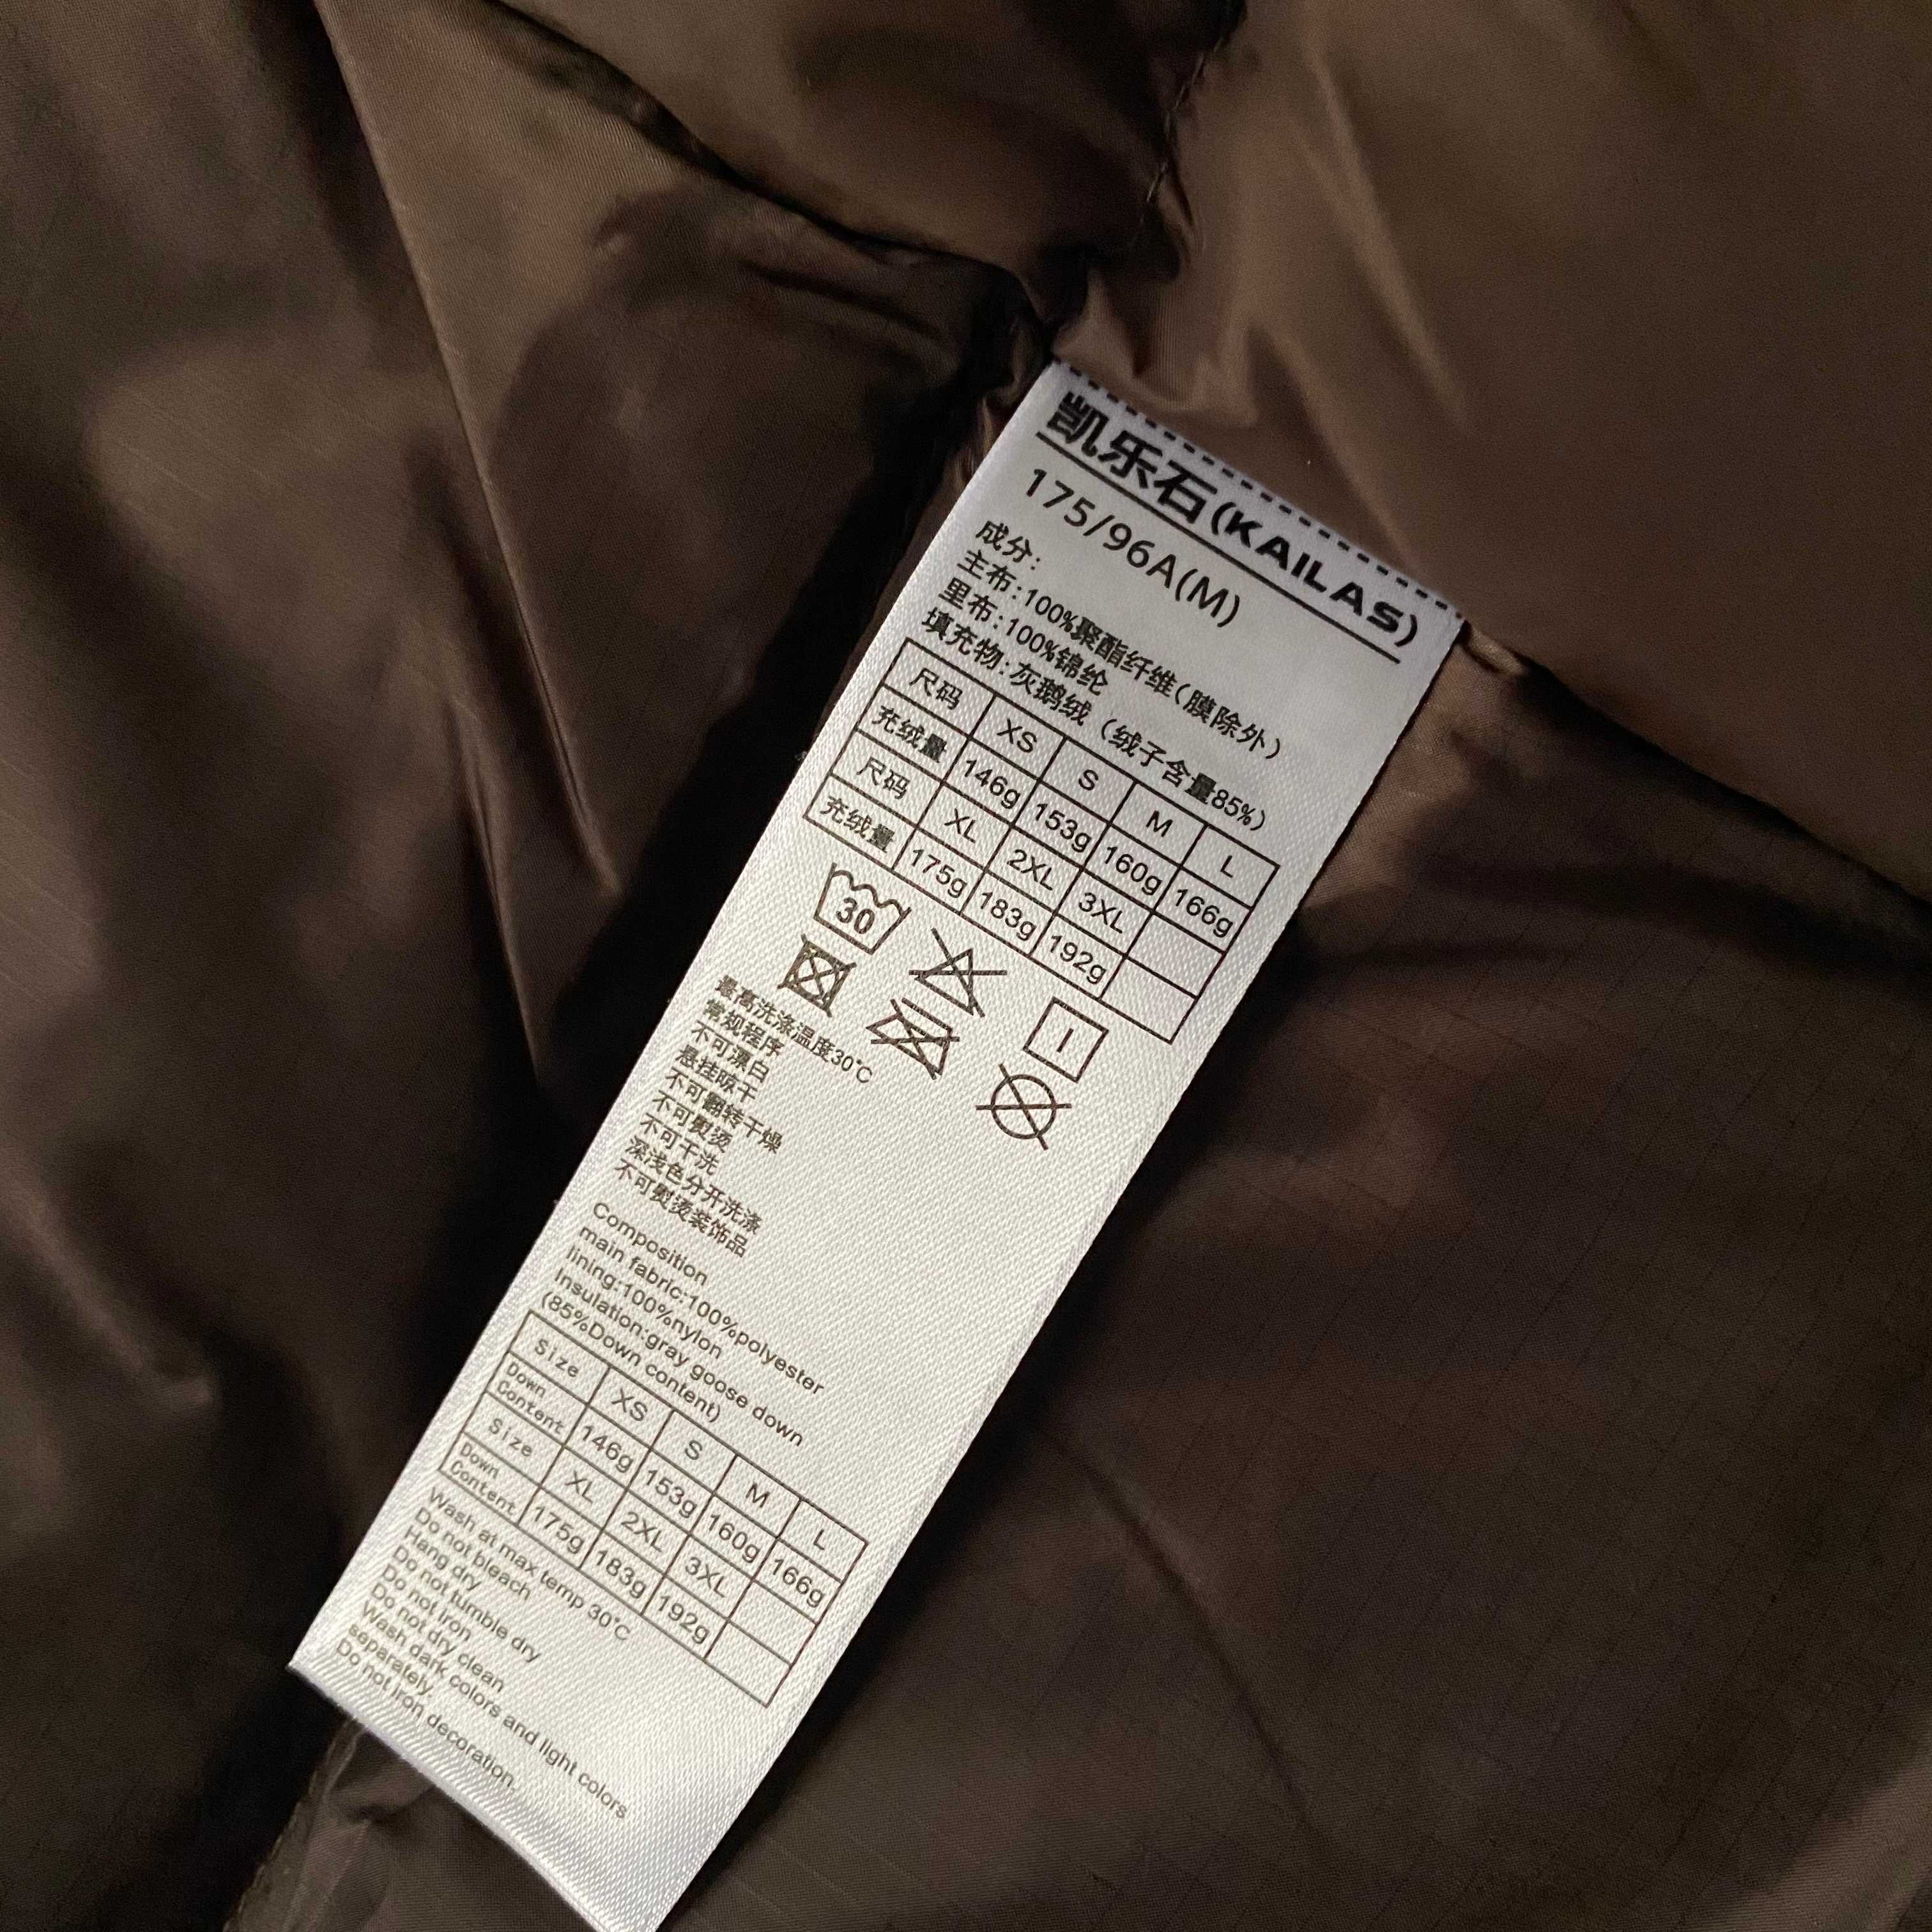 凯乐石(KAILAS)
175/96A(M)
成分:
主布:100%聚酯纤维(膜除外)
里布:100%锦纶
填充物:灰鹅绒(绒子含量85%)
尺码 XS S M L
充绒量 146g 153g 160g 166g
尺码 XL 2XL 3XL
充绒量 175g 183g 192g
30
最高洗涤温度30℃
常规程序
不可漂白
悬挂晾干
不可翻转干燥
不可熨烫
不可干洗
深浅色分开洗涤
不可熨烫装饰品
Composition
main fabric:100%polyester
lining:100%nylon
Insulation:gray goose down
(85%Down content)
Size XS S M L
Down Content 146g 153g 160g 166g
Size XL 2XL 3XL
Down Content 175g 183g 192g
Wash at max temp 30℃
Do not bleach
Hang dry
Do not tumble dry
Do not iron
Do not dry clean
Wash dark colors and light colors
separately.
Do not iron decoration.